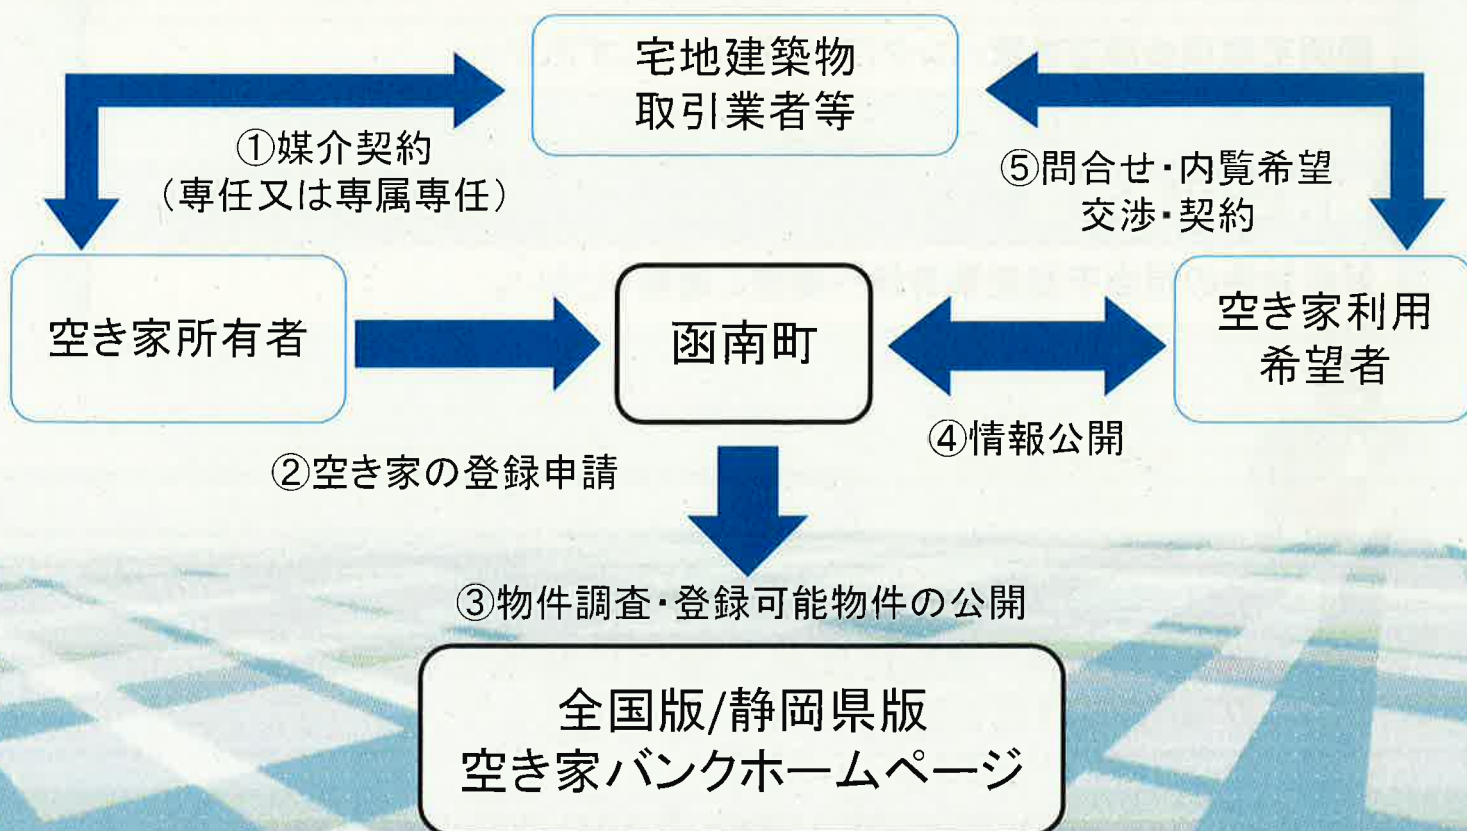 宅地建築物
取引業者等
①媒介契約
(専任又は専属専任)
⑤問合せ・内覧希望
交渉・契約
空き家所有者
函南町
空き家利用
希望者
②空き家の登録申請
④情報公開
③物件調査・登録可能物件の公開
全国版/静岡県版
空き家バンクホームページ